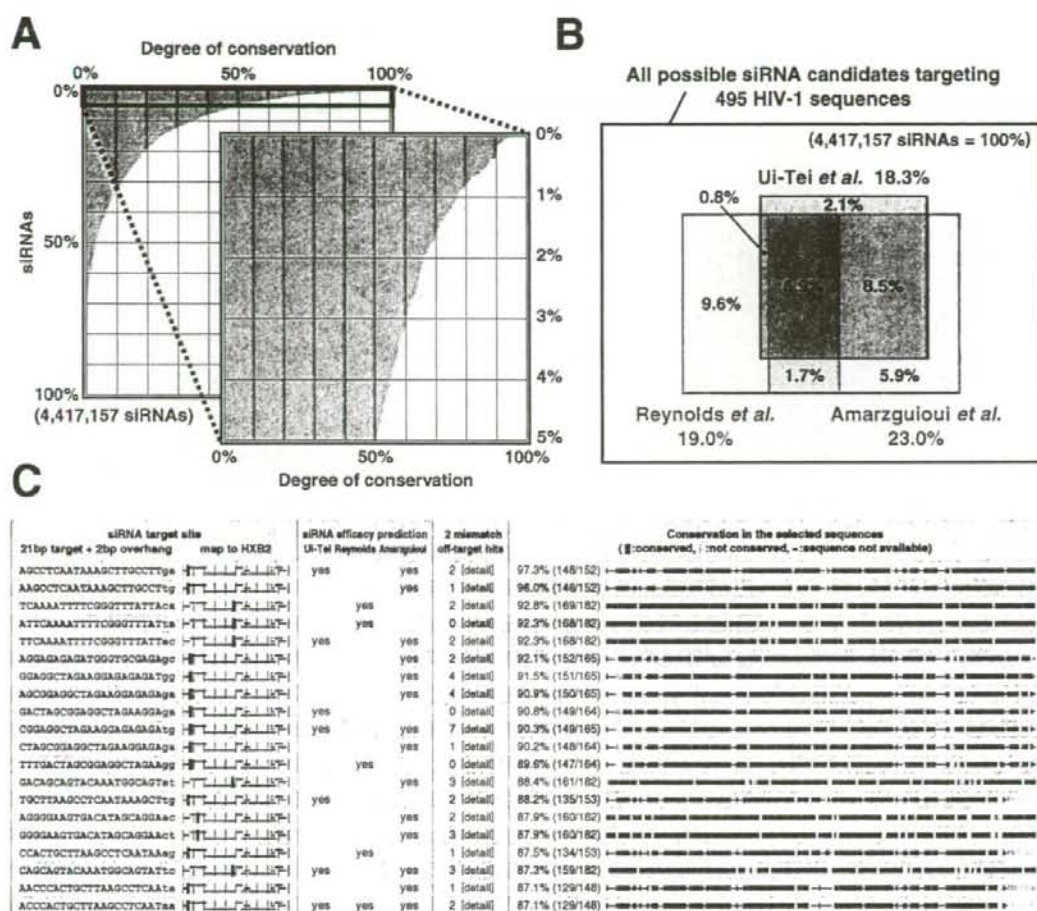 A
Degree of conservation
0% 50% 100%
0%
50%
100%
siRNAs
(4,417,157 siRNAs)
0%
1%
2%
3%
4%
5%
0% 50% 100%
Degree of conservation
B
All possible siRNA candidates targeting
495 HIV-1 sequences
(4,417,157 siRNAs = 100%)
Ui-Tei et al. 18.3%
0.8%
2.1%
9.6%
8.5%
1.7%
5.9%
Reynolds et al.
19.0%
Amarzguioui et al.
23.0%
C
siRNA target site
21bp target + 2bp overhang map to HXB2
siRNA efficacy prediction
Ui-Tei Reynolds Amarzguioui
2 mismatch
off-target hits
Conservation in the selected sequences
:conserved, :not conserved, -:sequence not available)
AGCCTCAATAAAGCTTGCCTTga yes yes 2 [detail] 97.3% (148/152)
AAGCCTCAATAAAGCTTGCCTtg yes 1 [detail] 96.0% (146/152)
TCAAAATTTTCGGGTTTATTAca yes 2 [detail] 92.8% (169/182)
ATTCAAAATTTTCGGGTTTATta yes 0 [detail] 92.3% (168/182)
TTCAAAATTTTCGGGTTTATTac yes yes 2 [detail] 92.3% (168/182)
AGGAGAGAGATGGGTGCGAGAgc yes 2 [detail] 92.1% (152/165)
GGAGGCTAGAAGGAGAGAGATgg yes 4 [detail] 91.5% (151/165)
AGCGGAGGCTAGAAGGAGAGAga yes 4 [detail] 90.9% (150/165)
GACTAGCGGAGGCTAGAAGGAga yes 0 [detail] 90.8% (149/164)
CGGAGGCTAGAAGGAGAGAGAtg yes yes 7 [detail] 90.3% (149/165)
CTAGCGGAGGCTAGAAGGAGAga yes 1 [detail] 90.2% (148/164)
TTTGACTAGCGGAGGCTAGAAgg yes 0 [detail] 89.6% (147/164)
GACAGCAGTACAAATGGCAGTat yes 3 [detail] 88.4% (161/182)
TGCTTAAGCCTCAATAAAGCTtg yes 2 [detail] 88.2% (135/153)
AGGGGAAGTGACATAGCAGGAac yes 2 [detail] 87.9% (160/182)
GGGGAAGTGACATAGCAGGAAct yes 3 [detail] 87.9% (160/182)
CCACTGCTTAAGCCTCAATAAag yes 1 [detail] 87.5% (134/153)
CAGCAGTACAAATGGCAGTATtc yes yes 3 [detail] 87.3% (159/182)
AACCCACTGCTTAAGCCTCAAta yes 1 [detail] 87.1% (129/148)
ACCCACTGCTTAAGCCTCAATaa yes yes yes 2 [detail] 87.1% (129/148)